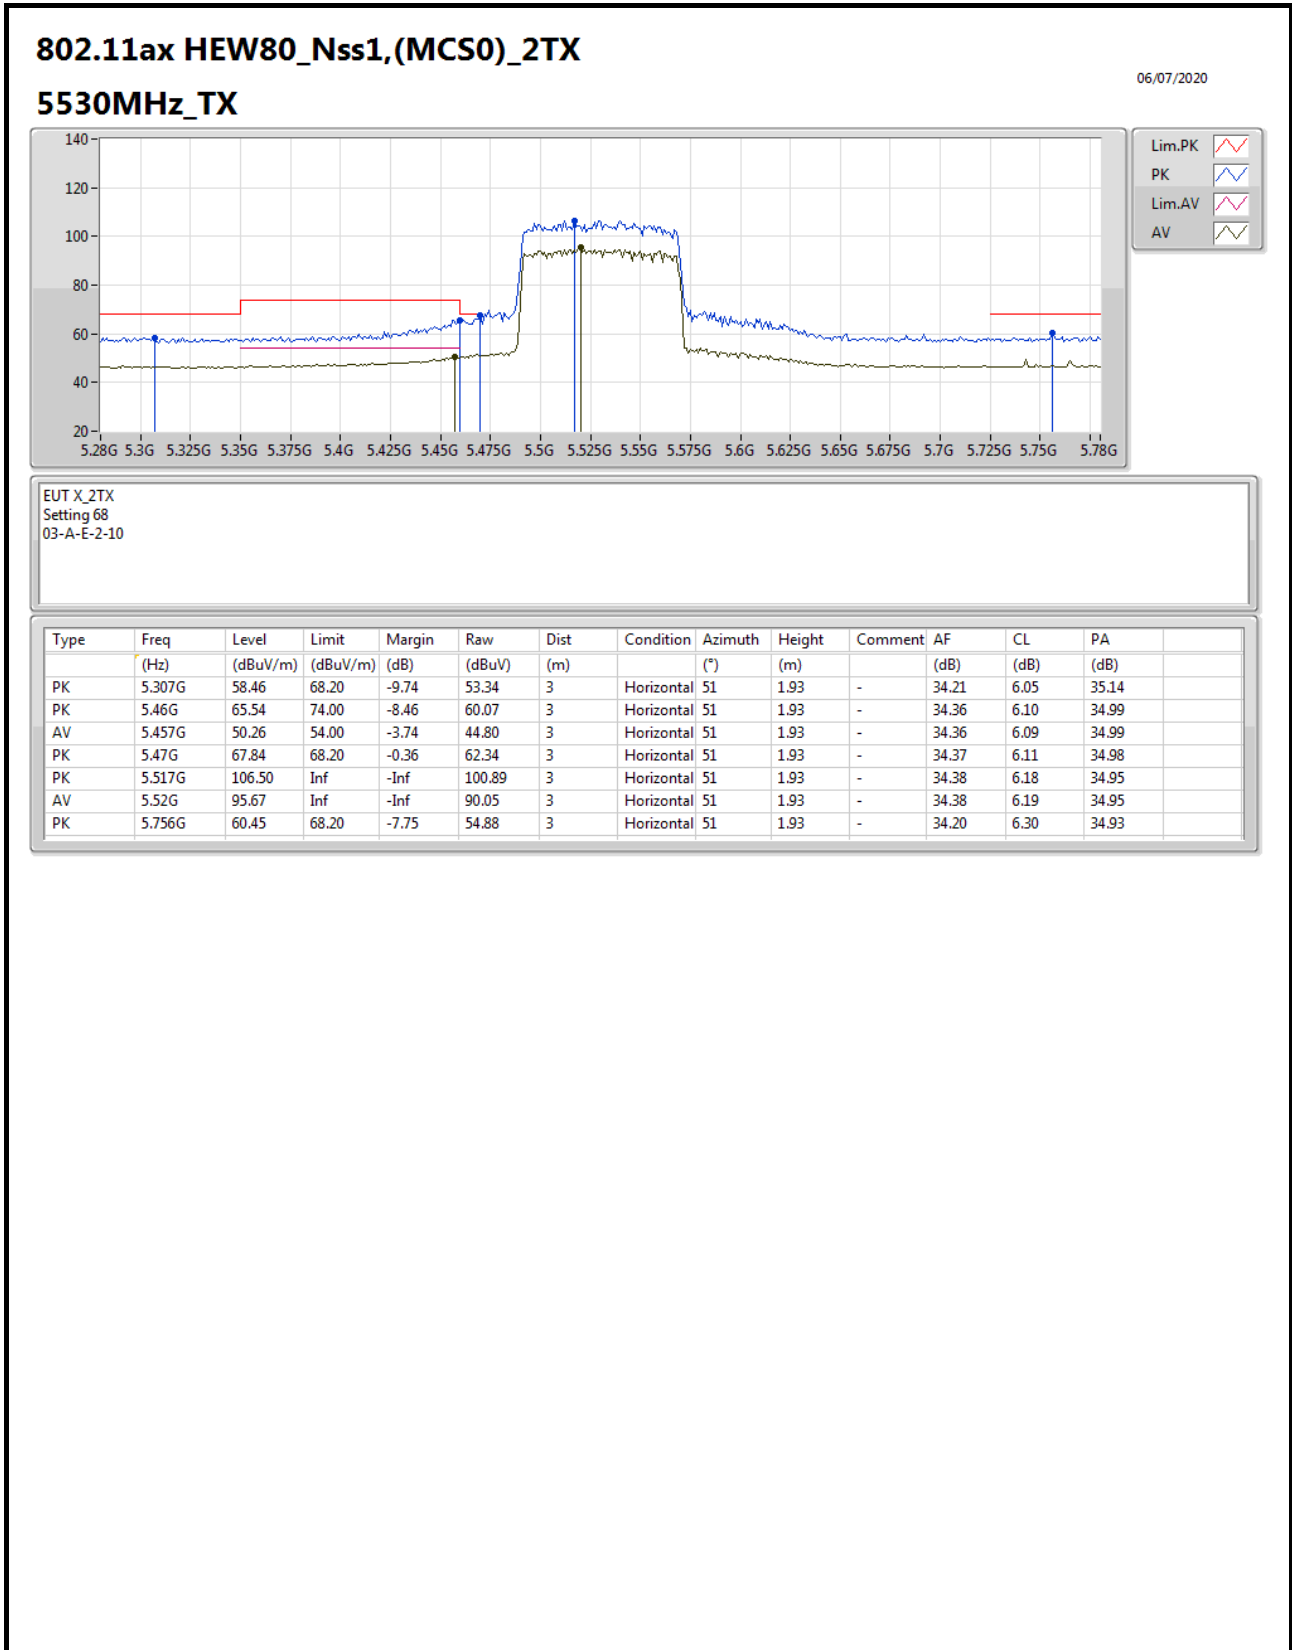 802.11ax HEW80_Nss1,(MCS0)_2TX
06/07/2020
5530MHz_TX
140
120
100
80
60
40
20
5.28G 5.3G 5.325G 5.35G 5.375G 5.4G 5.425G 5.45G 5.475G 5.5G 5.525G 5.55G 5.575G 5.6G 5.625G 5.65G 5.675G 5.7G 5.725G 5.75G 5.78G
Lim.PK
PK
Lim.AV
AV
EUT X_2TX
Setting 68
03-A-E-2-10
Type Freq Level Limit Margin Raw Dist Condition Azimuth Height Comment AF CL PA
(Hz) (dBuV/m) (dBuV/m) (dB) (dBuV) (m) (°) (m) (dB) (dB) (dB)
PK 5.307G 58.46 68.20 -9.74 53.34 3 Horizontal 51 1.93 - 34.21 6.05 35.14
PK 5.46G 65.54 74.00 -8.46 60.07 3 Horizontal 51 1.93 - 34.36 6.10 34.99
AV 5.457G 50.26 54.00 -3.74 44.80 3 Horizontal 51 1.93 - 34.36 6.09 34.99
PK 5.47G 67.84 68.20 -0.36 62.34 3 Horizontal 51 1.93 - 34.37 6.11 34.98
PK 5.517G 106.50 Inf -Inf 100.89 3 Horizontal 51 1.93 - 34.38 6.18 34.95
AV 5.52G 95.67 Inf -Inf 90.05 3 Horizontal 51 1.93 - 34.38 6.19 34.95
PK 5.756G 60.45 68.20 -7.75 54.88 3 Horizontal 51 1.93 - 34.20 6.30 34.93